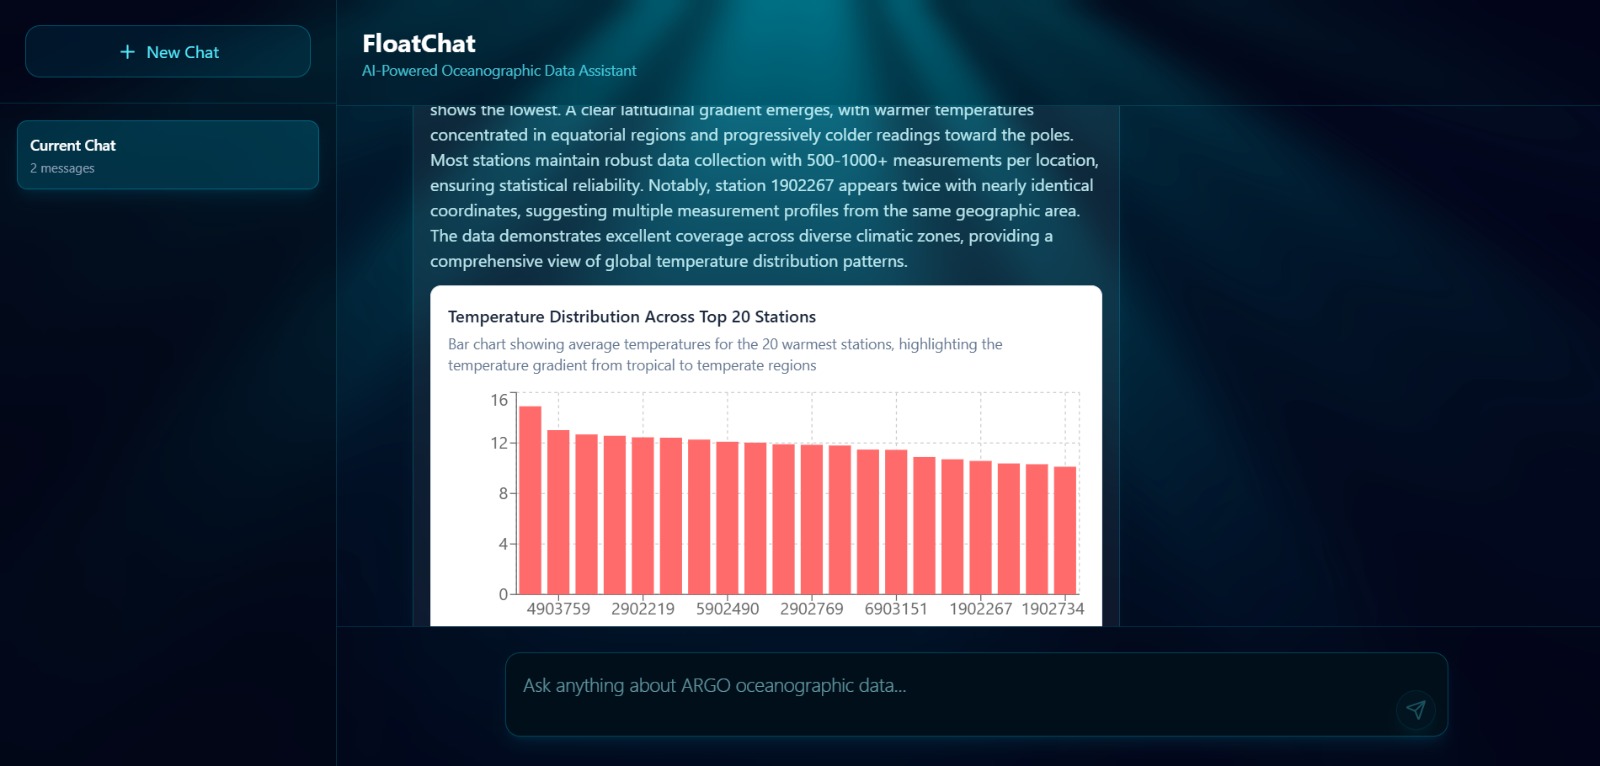 New Chat
Current Chat
2 messages
FloatChat
AI-Powered Oceanographic Data Assistant
shows the lowest. A clear latitudinal gradient emerges, with warmer temperatures
concentrated in equatorial regions and progressively colder readings toward the poles.
Most stations maintain robust data collection with 500-1000+ measurements per location,
ensuring statistical reliability. Notably, station 1902267 appears twice with nearly identical
coordinates, suggesting multiple measurement profiles from the same geographic area.
The data demonstrates excellent coverage across diverse climatic zones, providing a
comprehensive view of global temperature distribution patterns.
Temperature Distribution Across Top 20 Stations
Bar chart showing average temperatures for the 20 warmest stations, highlighting the
temperature gradient from tropical to temperate regions
16
12
8
4
0
4903759 2902219 5902490 2902769 6903151 1902267 1902734
Ask anything about ARGO oceanographic data...